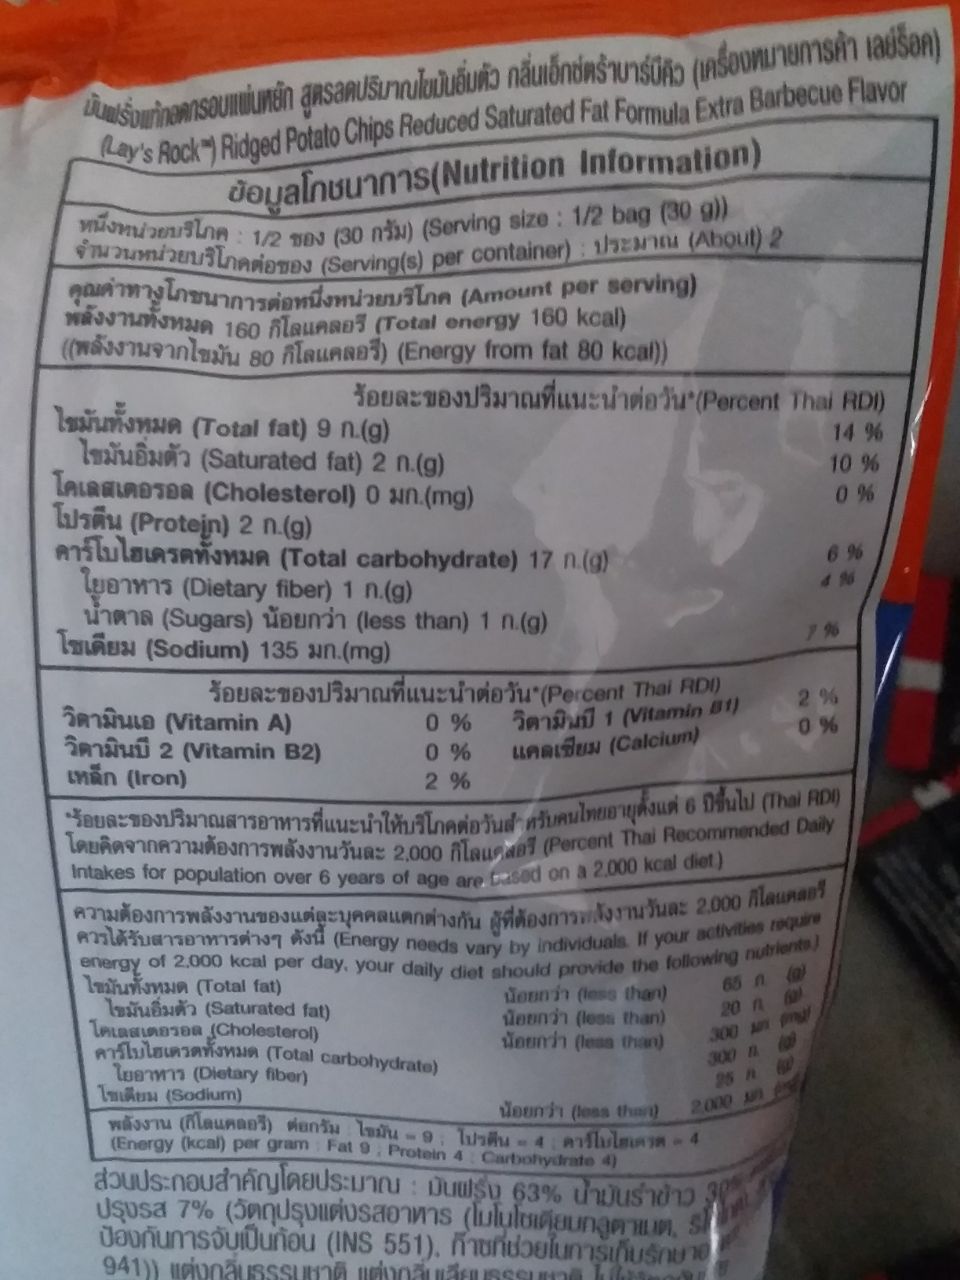 มันฝรั่งแท้ทอดกรอบแผ่นหยัก สูตรลดปริมาณไขมันอิ่มตัว กลิ่นเอ็กซ์ตร้าบาร์บีคิว (เครื่องหมายการค้า เลย์ร็อค)
(Lay's Rock™) Ridged Potato Chips Reduced Saturated Fat Formula Extra Barbecue Flavor
ข้อมูลโภชนาการ(Nutrition Information)
หนึ่งหน่วยบริโภค : 1/2 ซอง (30 กรัม) (Serving size : 1/2 bag (30 g))
จำนวนหน่วยบริโภคต่อซอง (Serving(s) per container) : ประมาณ (About) 2
คุณค่าทางโภชนาการต่อหนึ่งหน่วยบริโภค (Amount per serving)
พลังงานทั้งหมด 160 กิโลแคลอรี (Total energy 160 kcal)
((พลังงานจากไขมัน 80 กิโลแคลอรี) (Energy from fat 80 kcal))
ร้อยละของปริมาณที่แนะนำต่อวัน*(Percent Thai RDI)
ไขมันทั้งหมด (Total fat) 9 ก.(g) 14 %
ไขมันอิ่มตัว (Saturated fat) 2 ก.(g) 10 %
โคเลสเตอรอล (Cholesterol) 0 มก.(mg) 0 %
โปรตีน (Protein) 2 ก.(g)
คาร์โบไฮเดรตทั้งหมด (Total carbohydrate) 17 ก.(g) 6 %
ใยอาหาร (Dietary fiber) 1 ก.(g) 4 %
น้ำตาล (Sugars) น้อยกว่า (less than) 1 ก.(g)
โซเดียม (Sodium) 135 มก.(mg) 7 %
ร้อยละของปริมาณที่แนะนำต่อวัน*(Percent Thai RDI)
วิตามินเอ (Vitamin A) 0 % วิตามินบี 1 (Vitamin B1) 2 %
วิตามินบี 2 (Vitamin B2) 0 % แคลเซียม (Calcium) 0 %
เหล็ก (Iron) 2 %
*ร้อยละของปริมาณสารอาหารที่แนะนำให้บริโภคต่อวันสำหรับคนไทยอายุตั้งแต่ 6 ปีขึ้นไป (Thai RDI)
โดยคิดจากความต้องการพลังงานวันละ 2,000 กิโลแคลอรี (Percent Thai Recommended Daily
Intakes for population over 6 years of age are based on a 2,000 kcal diet.)
ความต้องการพลังงานของแต่ละบุคคลแตกต่างกัน ผู้ที่ต้องการพลังงานวันละ 2,000 กิโลแคลอรี
ควรได้รับสารอาหารต่างๆ ดังนี้ (Energy needs vary by individuals. If your activities require
energy of 2,000 kcal per day, your daily diet should provide the following nutrients.)
ไขมันทั้งหมด (Total fat) น้อยกว่า (less than) 65 ก. (g)
ไขมันอิ่มตัว (Saturated fat) น้อยกว่า (less than) 20 ก. (g)
โคเลสเตอรอล (Cholesterol) น้อยกว่า (less than) 300 มก. (mg)
คาร์โบไฮเดรตทั้งหมด (Total carbohydrate) 300 ก. (g)
ใยอาหาร (Dietary fiber) 25 ก. (g)
โซเดียม (Sodium) น้อยกว่า (less than) 2,000 มก.
พลังงาน (กิโลแคลอรี) ต่อกรัม : ไขมัน = 9 ; โปรตีน = 4 ; คาร์โบไฮเดรต = 4
(Energy (kcal) per gram : Fat 9 ; Protein 4 ; Carbohydrate 4)
ส่วนประกอบสำคัญโดยประมาณ : มันฝรั่ง 63% น้ำมันรำข้าว 30%
ปรุงรส 7% (วัตถุปรุงแต่งรสอาหาร (โมโนโซเดียมกลูตาเมต,
ป้องกันการจับเป็นก้อน (INS 551), ก๊าซที่ช่วยในการเก็บรักษา
941)) แต่งกลิ่นธรรมชาติ แต่งกลิ่นเลียนธรรมชาติ